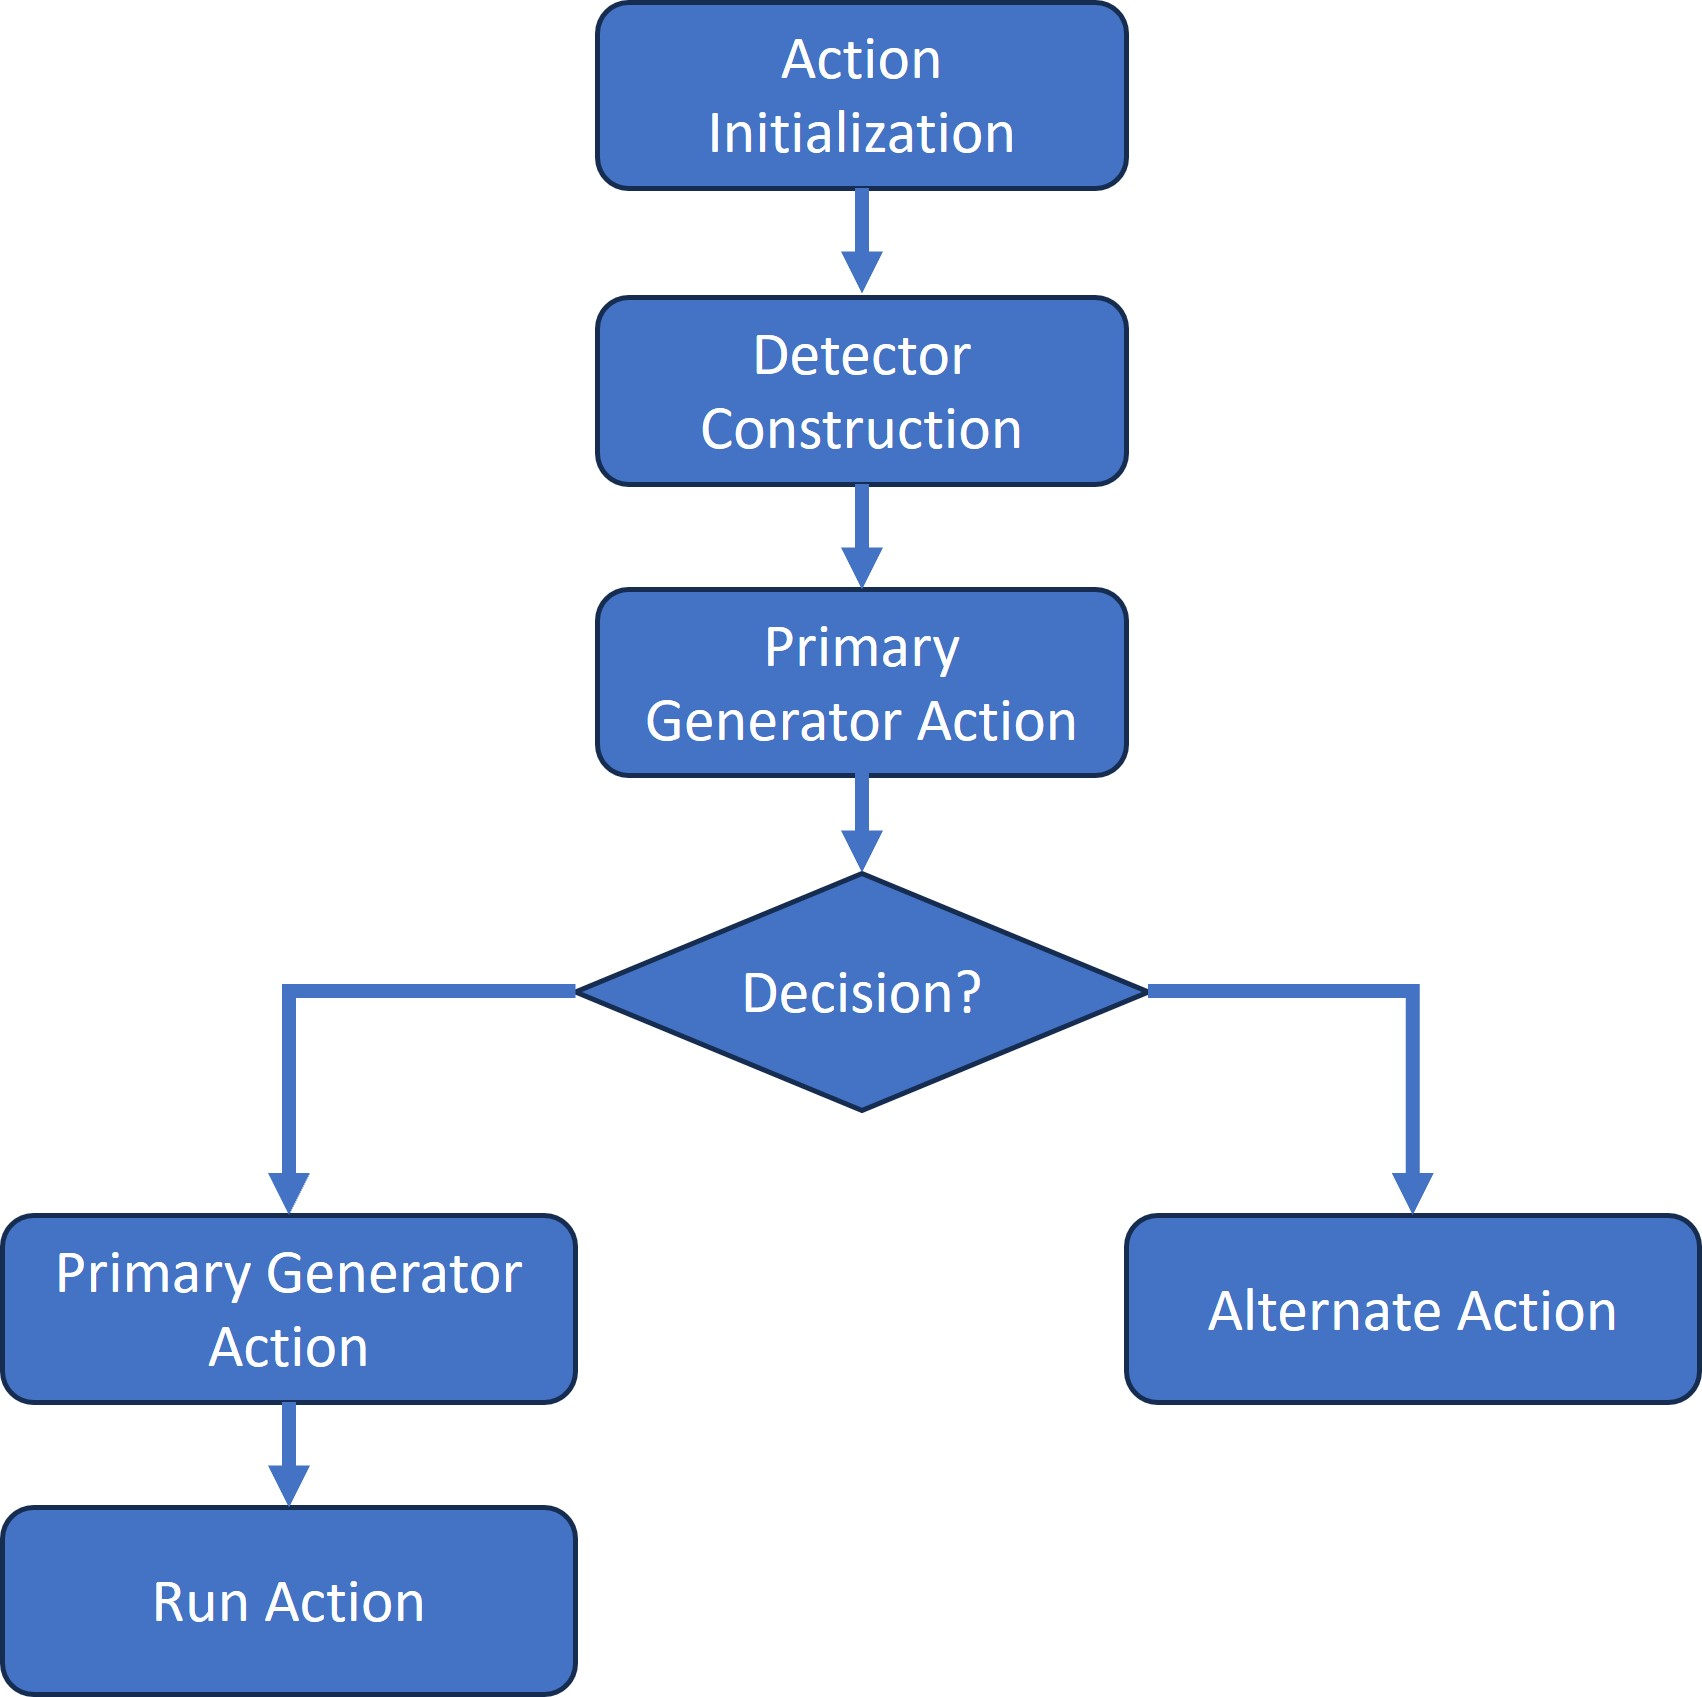 Action
Initialization
Detector
Construction
Primary
Generator Action
Decision?
Primary Generator
Action
Alternate Action
Run Action